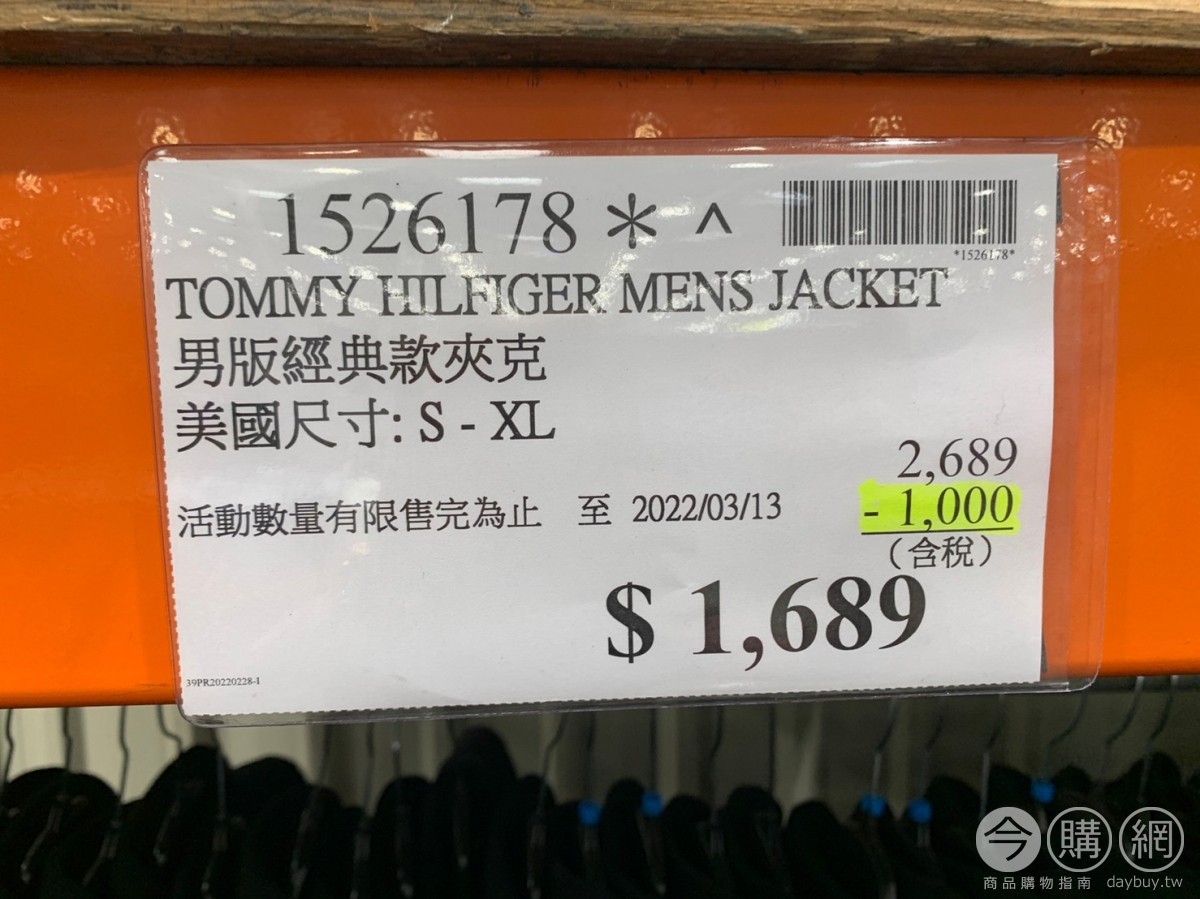 1526178 * ^
*1526178*
TOMMY HILFIGER MENS JACKET
男版經典款夾克
美國尺寸: S - XL
2,689
活動數量有限售完為止 至 2022/03/13
- 1,000
(含稅)
$ 1,689
39PR20220228-1
今購網
商品購物指南 daybuy.tw